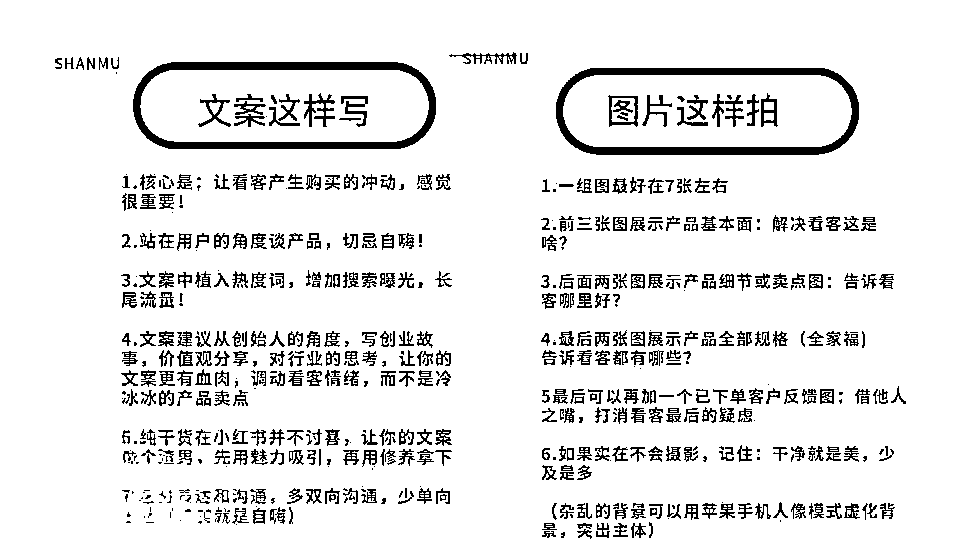 SHANMU
文案这样写
1.核心是：让看客产生购买的冲动，感觉
很重要！
2.站在用户的角度谈产品，切忌自嗨！
3.文案中植入热度词，增加搜索曝光，长
尾流量！
4.文案建议从创始人的角度，写创业故
事，价值观分享，对行业的思考，让你的
文案更有血肉，调动看客情绪，而不是冷
冰冰的产品卖点
5.纯干货在小红书并不讨喜，让你的文案
做个渣男，先用魅力吸引，再用修养拿下
和沟通，多双向沟通，少单向
就是自嗨）
SHANMU
图片这样拍
1.一组图最好在7张左右
2.前三张图展示产品基本面：解决看客这是
啥？
3.后面两张图展示产品细节或卖点图：告诉看
客哪里好？
4.最后两张图展示产品全部规格（全家福）
告诉看客都有哪些？
5最后可以再加一个已下单客户反馈图；借他人
之嘴，打消看客最后的疑虑
6.如果实在不会摄影，记住：干净就是美，少
及是多
（杂乱的背景可以用苹果手机人像模式虚化背
景，突出主体）